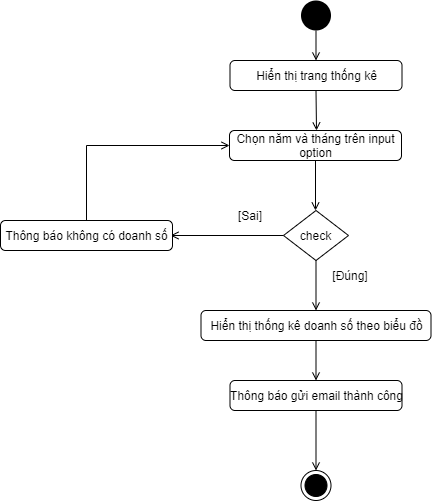 Hiển thị trang thống kê
Chọn năm và tháng trên input
option
[Sai]
Thông báo không có doanh số
check
[Đúng]
Hiển thị thống kê doanh số theo biểu đồ
Thông báo gửi email thành công